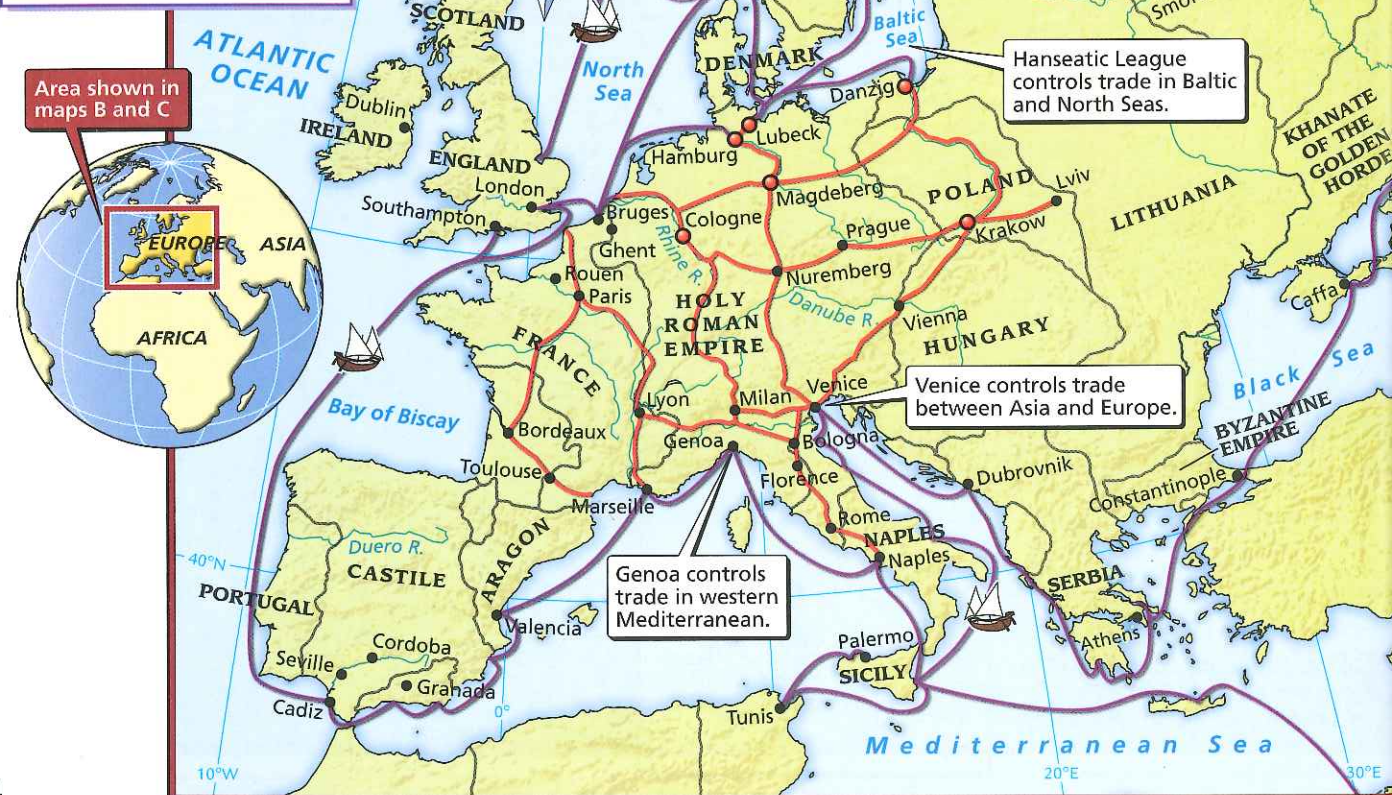 SCOTLAND
ATLANTIC
OCEAN
North
Sea
Baltic
Sea
DENMARK
Smol
Hanseatic League
controls trade in Baltic
and North Seas.
Area shown in
maps B and C
Dublin
IRELAND
ENGLAND
London
Southampton
Danzig
Lubeck
Hamburg
Magdeberg
KHANATE
OF THE
GOLDEN
HORDE
POLAND
Lviv
LITHUANIA
Bruges
Ghent
Cologne
Rhine R.
Prague
Krakow
EUROPE
ASIA
AFRICA
Rouen
Paris
Nuremberg
HOLY
ROMAN
EMPIRE
Danube R.
Vienna
HUNGARY
Caffa
FRANCE
Bay of Biscay
Lyon
Milan
Venice
Venice controls trade
between Asia and Europe.
Black Sea
BYZANTINE
EMPIRE
Bordeaux
Genoa
Bologna
Toulouse
Marseille
Florence
Dubrovnik
Constantinople
Rome
NAPLES
Naples
40°N
Duero R.
CASTILE
ARAGON
PORTUGAL
Genoa controls
trade in western
Mediterranean.
SERBIA
Athens
Valencia
Cordoba
Seville
Granada
Cadiz
Palermo
SICILY
Tunis
0°
Mediterranean Sea
10°W
20°E
30°E